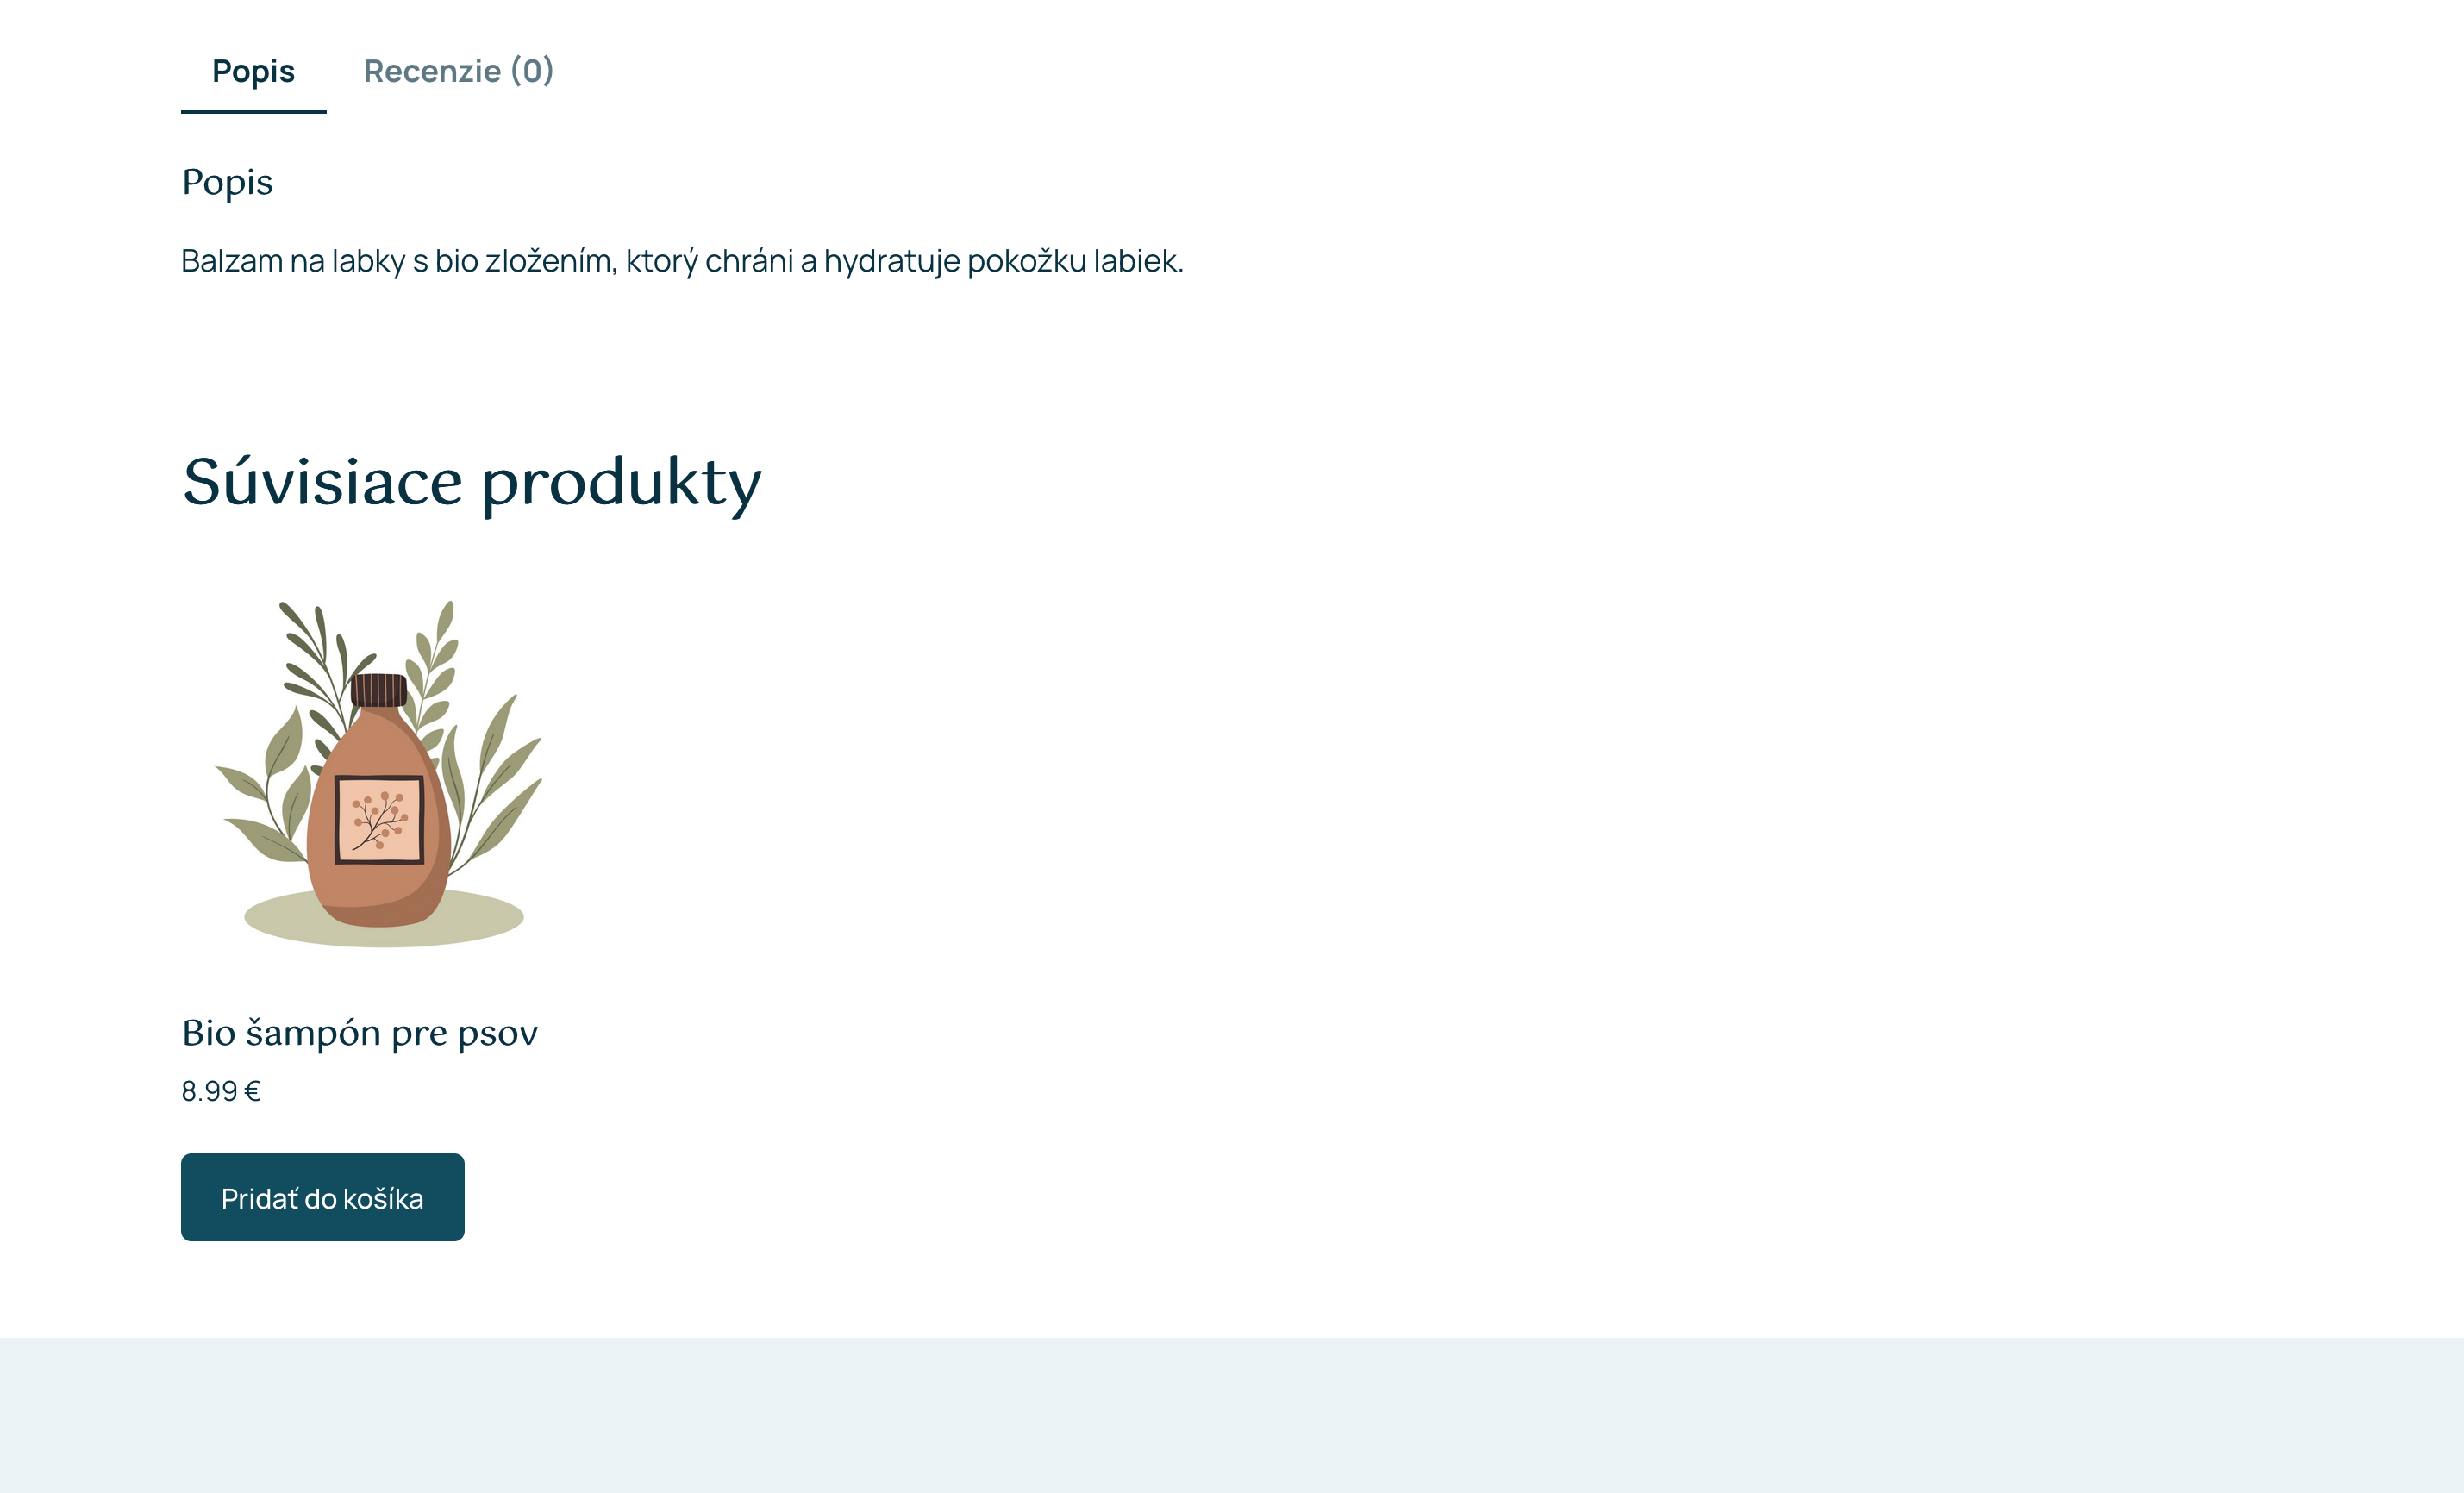 Popis Recenzie (0)
Popis
Balzam na labky s bio zložením, ktorý chráni a hydratuje pokožku labiek.
Súvisiace produkty
Bio šampón pre psov
8.99 €
Pridať do košíka